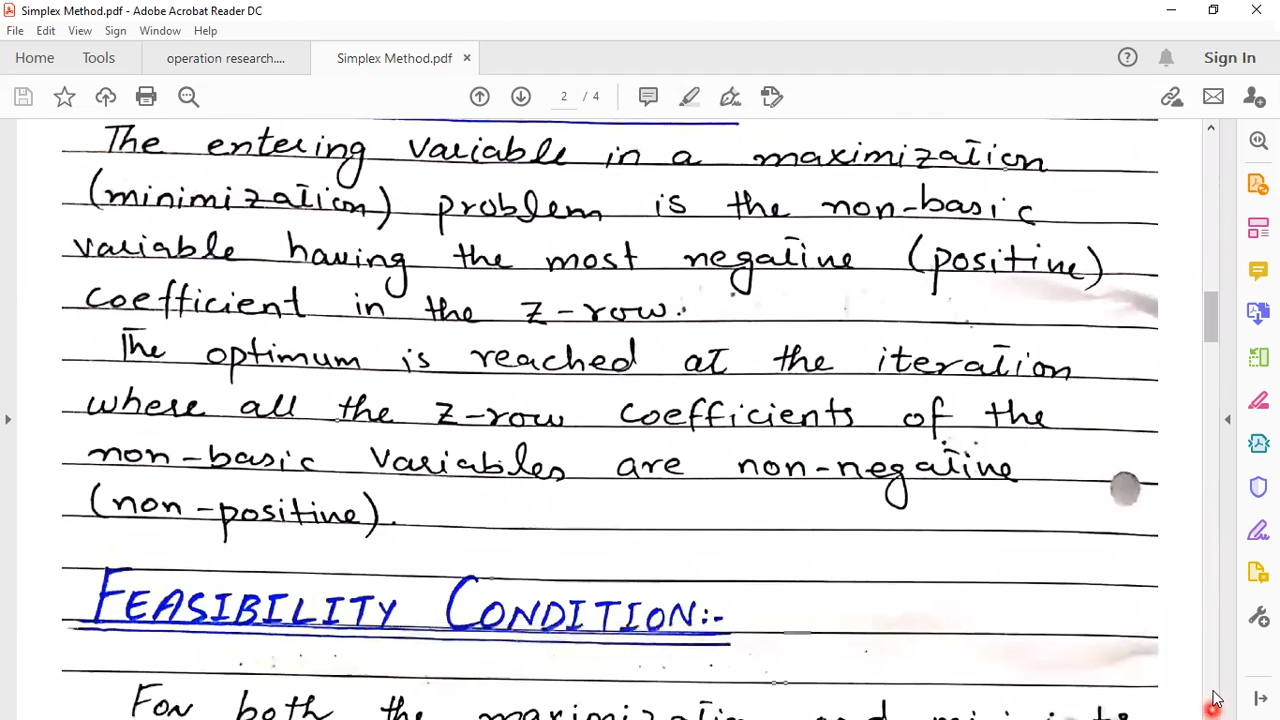 Simplex Method.pdf - Adobe Acrobat Reader DC
File Edit View Sign Window Help
Home Tools operation research.... Simplex Method.pdf ×
2 / 4
Sign In
The entering variable in a maximization
(minimization) problem is the non-basic
variable having the most negative (positive)
coefficient in the z-row.
The optimum is reached at the iteration
where all the z-row coefficients of the
non-basic variables are non-negative
(non-positive).
FEASIBILITY CONDITION:-
For both the maximization and